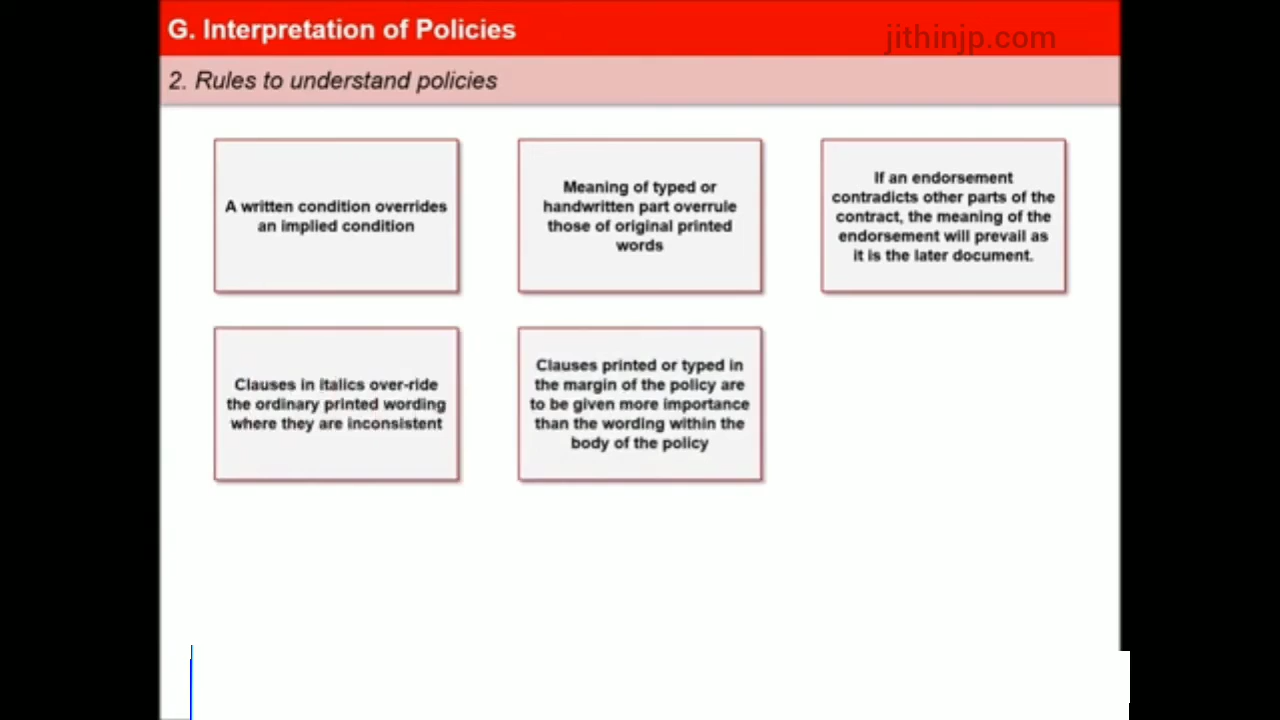 G. Interpretation of Policies
jithinjp.com
2. Rules to understand policies
A written condition overrides
an implied condition
Meaning of typed or
handwritten part overrule
those of original printed
words
If an endorsement
contradicts other parts of the
contract, the meaning of the
endorsement will prevail as
it is the later document.
Clauses in italics over-ride
the ordinary printed wording
where they are inconsistent
Clauses printed or typed in
the margin of the policy are
to be given more importance
than the wording within the
body of the policy